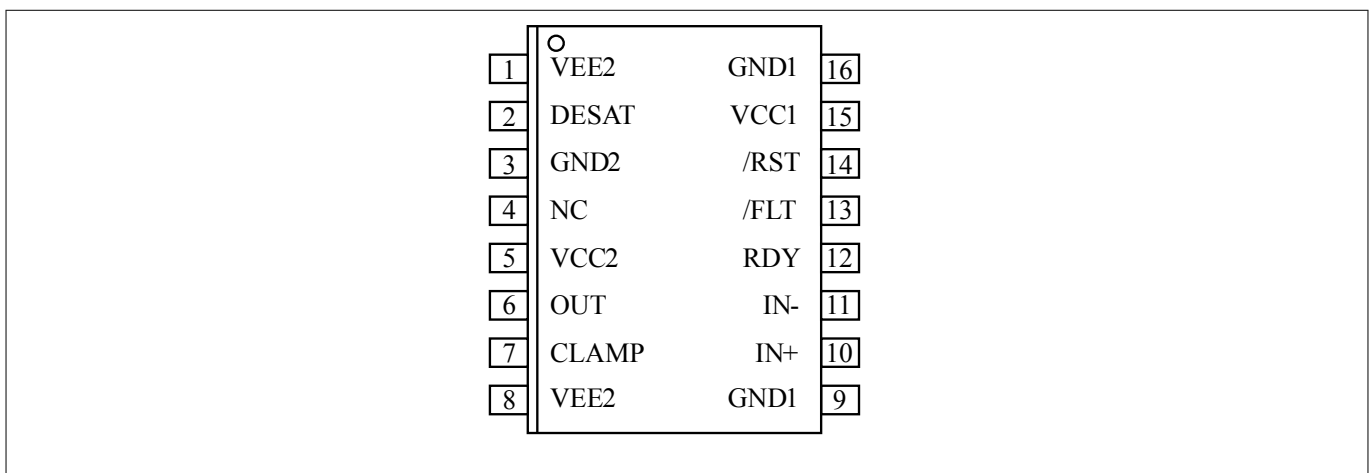 1 VEE2 GND1 16
2 DESAT VCC1 15
3 GND2 /RST 14
4 NC /FLT 13
5 VCC2 RDY 12
6 OUT IN- 11
7 CLAMP IN+ 10
8 VEE2 GND1 9